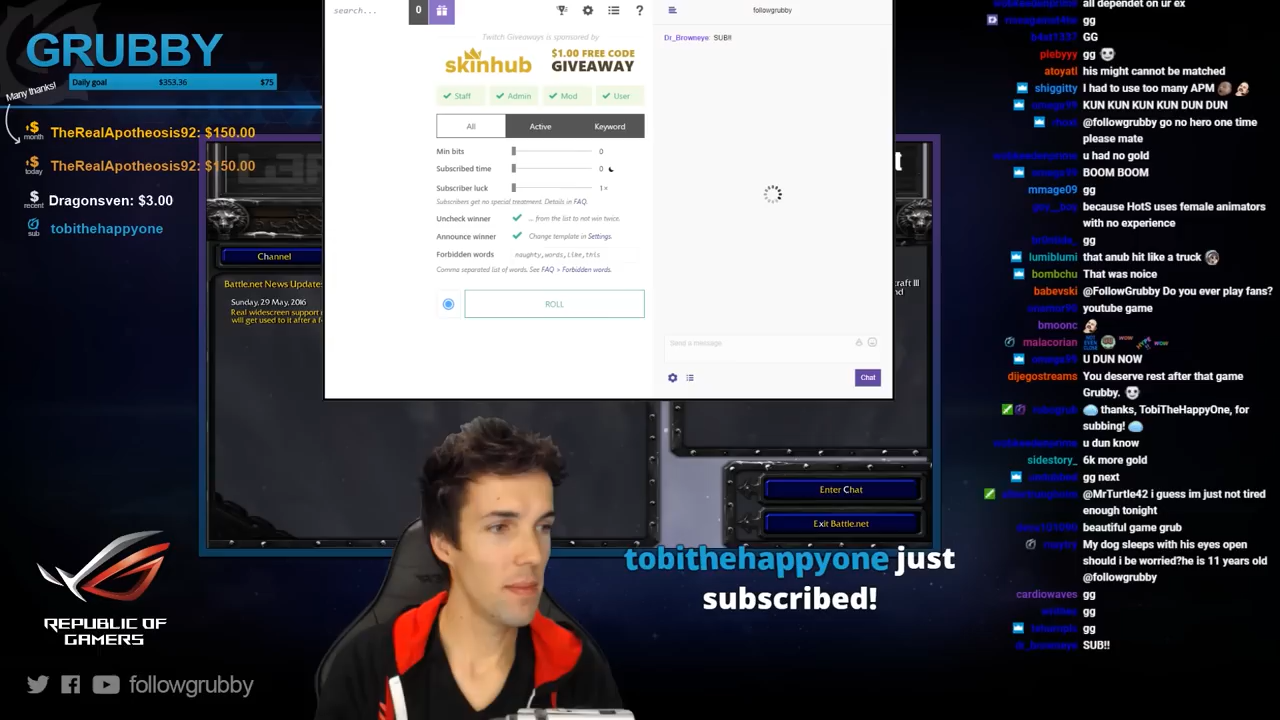 GRUBBY
Daily goal $353.36 $75
Many thanks!
month TheRealApotheosis92: $150.00
today TheRealApotheosis92: $150.00
recent Dragonsven: $3.00
sub tobithehappyone
search...
0
Twitch Giveaways is sponsored by
skinhub
$1.00 FREE CODE
GIVEAWAY
Staff Admin Mod User
All Active Keyword
Min bits 0
Subscribed time 0
Subscriber luck 1×
Subscribers get no special treatment. Details in FAQ.
Uncheck winner ... from the list to not win twice.
Announce winner Change template in Settings.
Forbidden words naughty,words,like,this
Comma separated list of words. See FAQ > Forbidden words.
ROLL
followgrubby
Dr_Browneye SUB!!
Send a message
Chat
Channel
Battle.net News Update
Sunday, 29 May, 2016
Real widescreen support
will get used to it after a f
Enter Chat
Exit Battle.net
tobithehappyone just
subscribed!
REPUBLIC OF
GAMERS
followgrubby
all dependet on ur ex
gg
b4st1337 GG
plebyyy gg
atoyatl his might cannot be matched
shiggitty I had to use too many APM
KUN KUN KUN KUN DUN DUN
@followgrubby go no hero one time
please mate
u had no gold
BOOM BOOM
mmage09 gg
because HotS uses female animators
with no experience
gg
lumiblumi that anub hit like a truck
bombchu That was noice
babevski @FollowGrubby Do you ever play fans?
youtube game
bmoonc
malacorian
U DUN NOW
dijegostreams You deserve rest after that game
Grubby.
thanks, TobiTheHappyOne, for
subbing!
u dun know
sidestory_ 6k more gold
gg next
@MrTurtle42 i guess im just not tired
enough tonight
beautiful game grub
My dog sleeps with his eyes open
should i be worried?he is 11 years old
@followgrubby
cardiowaves gg
gg
gg
dr_browneye SUB!!